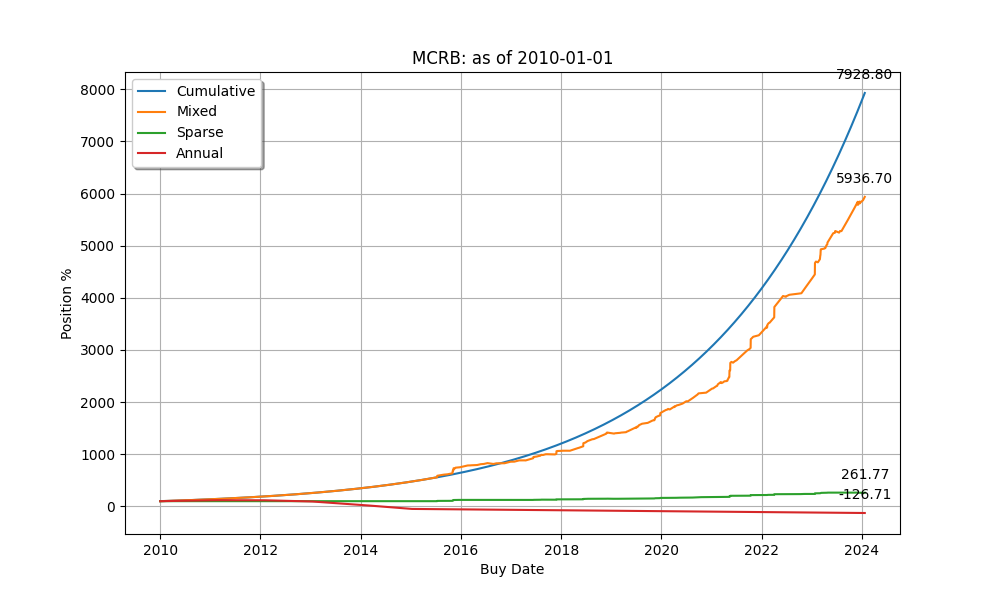 MCRB: as of 2010-01-01
7928.80
5936.70
261.77
-126.71
Cumulative
Mixed
Sparse
Annual
8000
7000
6000
5000
4000
3000
2000
1000
0
Position %
2010 2012 2014 2016 2018 2020 2022 2024
Buy Date